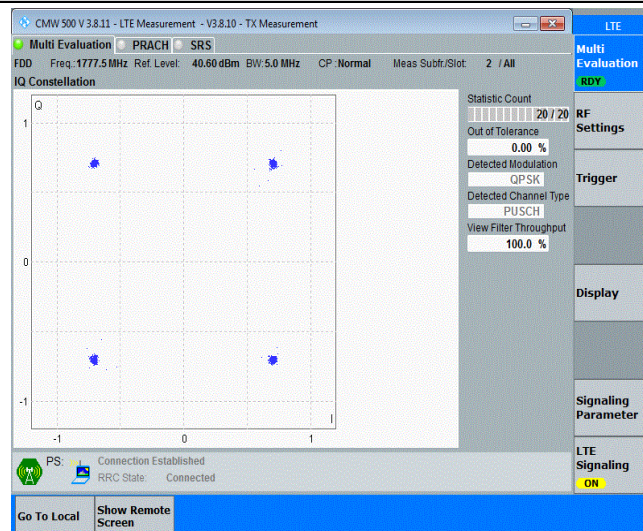 CMW 500 V 3.8.11 - LTE Measurement - V3.8.10 - TX Measurement
LTE
Multi Evaluation PRACH SRS
Multi
Evaluation
RDY
FDD Freq.:1777.5 MHz Ref. Level: 40.60 dBm BW:5.0 MHz CP :Normal Meas Subfr./Slot: 2 / All
IQ Constellation
Q
1
0
-1
I
-1 0 1
Statistic Count
20 / 20
Out of Tolerance
0.00 %
Detected Modulation
QPSK
Detected Channel Type
PUSCH
View Filter Throughput
100.0 %
RF
Settings
Trigger
Display
Signaling
Parameter
LTE
Signaling
ON
PS: Connection Established
RRC State: Connected
Go To Local
Show Remote
Screen